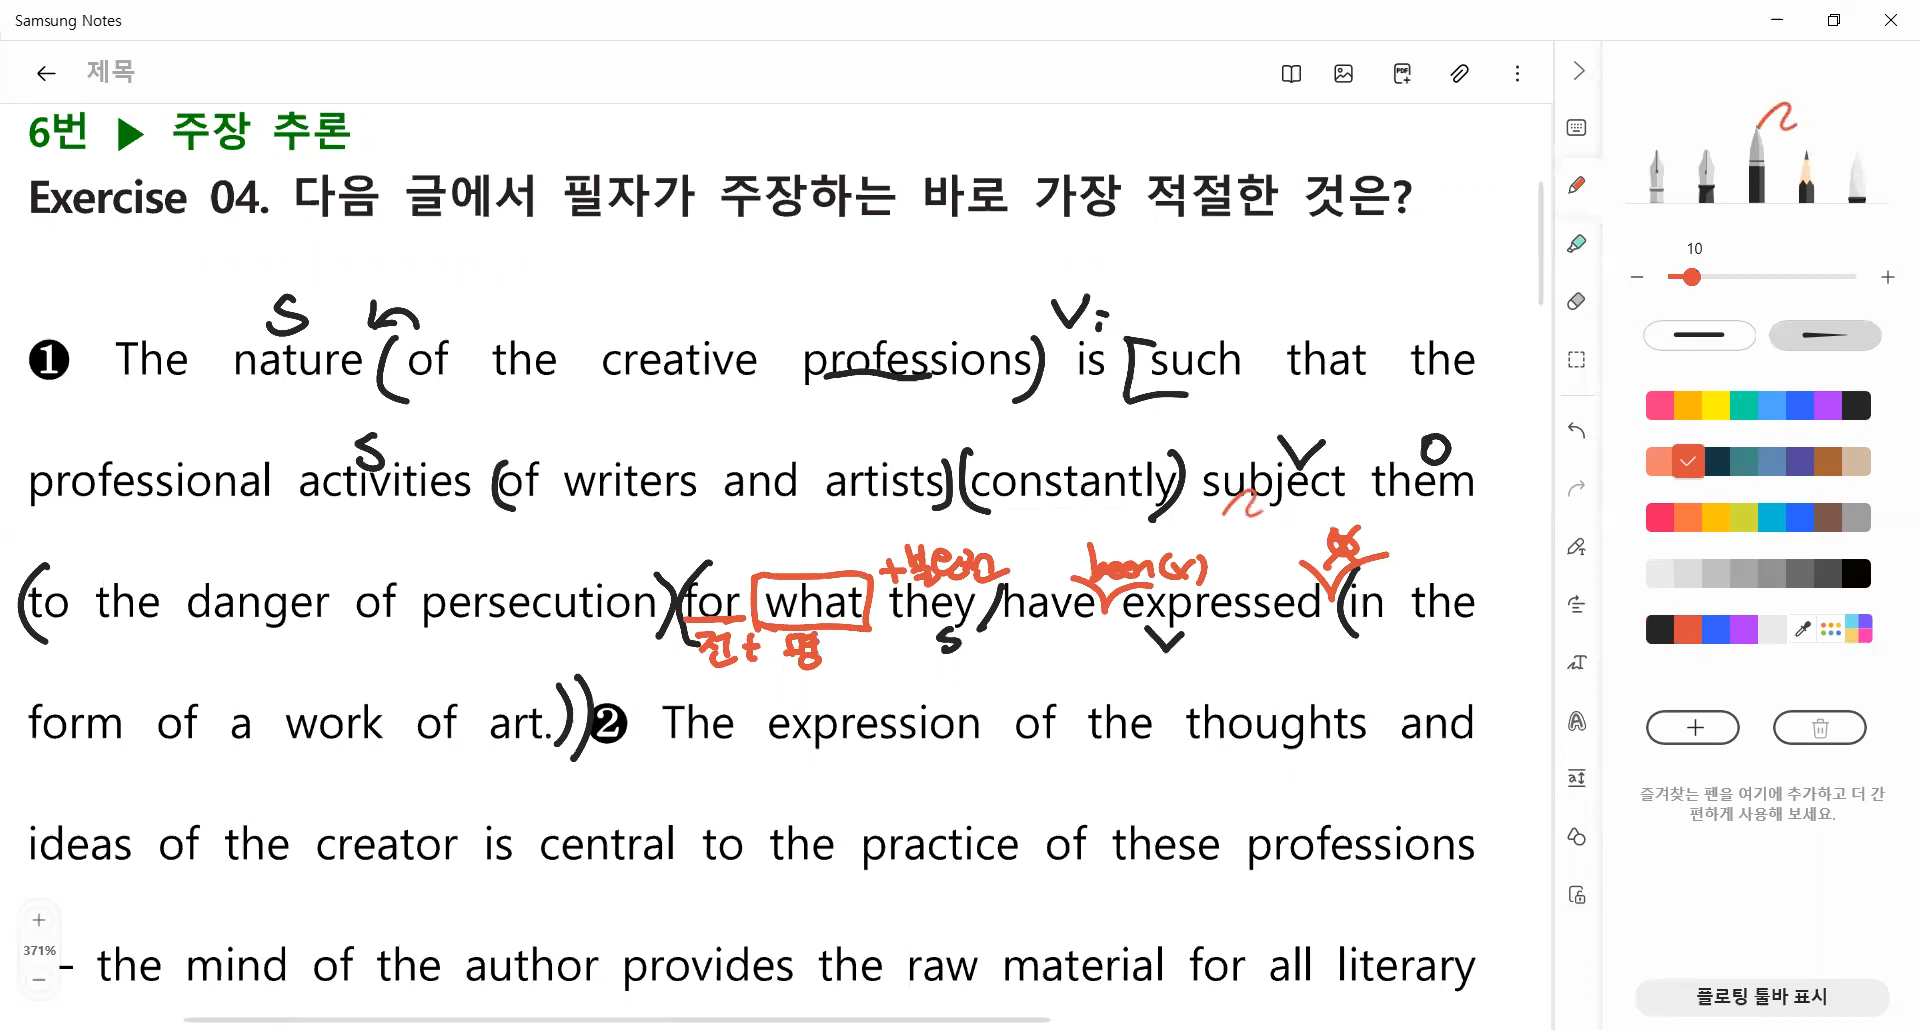 Samsung Notes
제목
6번 ▶ 주장 추론
Exercise 04. 다음 글에서 필자가 주장하는 바로 가장 적절한 것은?
S V i
❶ The nature (of the creative professions) is [such that the
S V O
professional activities (of writers and artists) (constantly) subject them
+불완전 been (x)
(to the danger of persecution) (for what they / have expressed (in the
전 + 명 S V
form of a work of art.)) ❷ The expression of the thoughts and
ideas of the creator is central to the practice of these professions
- the mind of the author provides the raw material for all literary
371%
10
즐겨찾는 펜을 여기에 추가하고 더 간
편하게 사용해 보세요.
플로팅 툴바 표시